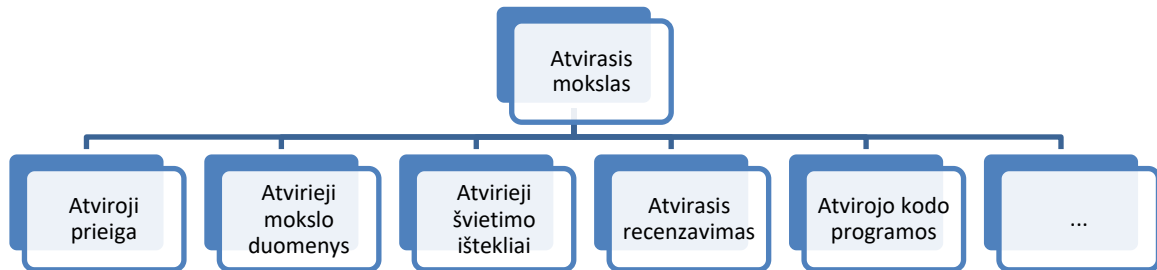 Atvirasis
mokslas
Atviroji
prieiga
Atvirieji
mokslo
duomenys
Atvirieji
švietimo
ištekliai
Atvirasis
recenzavimas
Atvirojo kodo
programos
...